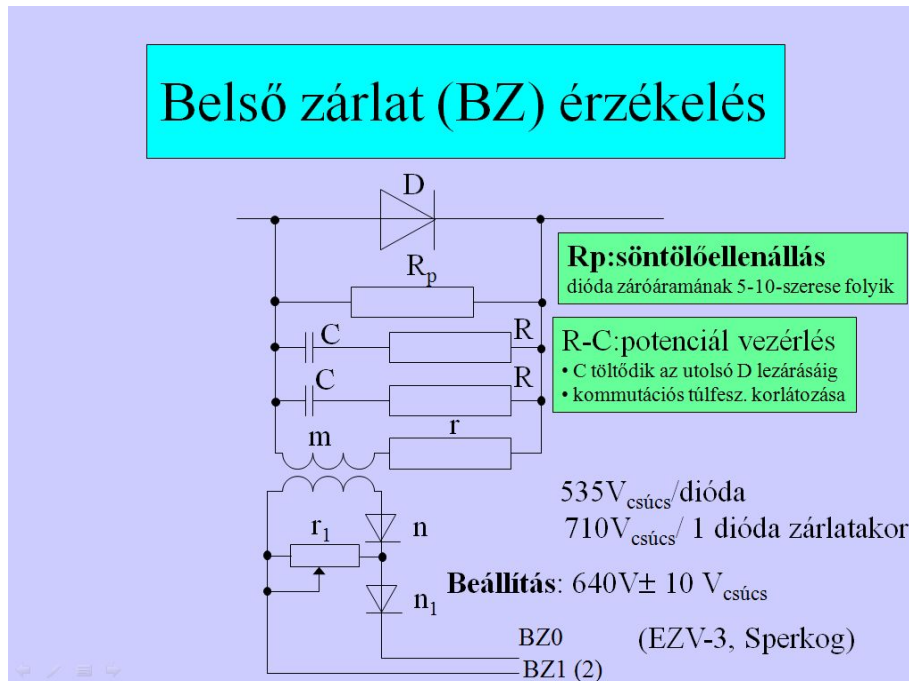 Belső zárlat (BZ) érzékelés
D
Rp
Rp:söntölőellenállás
dióda záróáramának 5-10-szerese folyik
C
R
R-C:potenciál vezérlés
• C töltődik az utolsó D lezárásáig
• kommutációs túlfesz. korlátozása
C
R
m
r
535Vcsúcs/dióda
710Vcsúcs/ 1 dióda zárlatakor
r1
n
Beállítás: 640V± 10 Vcsúcs
n1
BZ0
(EZV-3, Sperkog)
BZ1 (2)